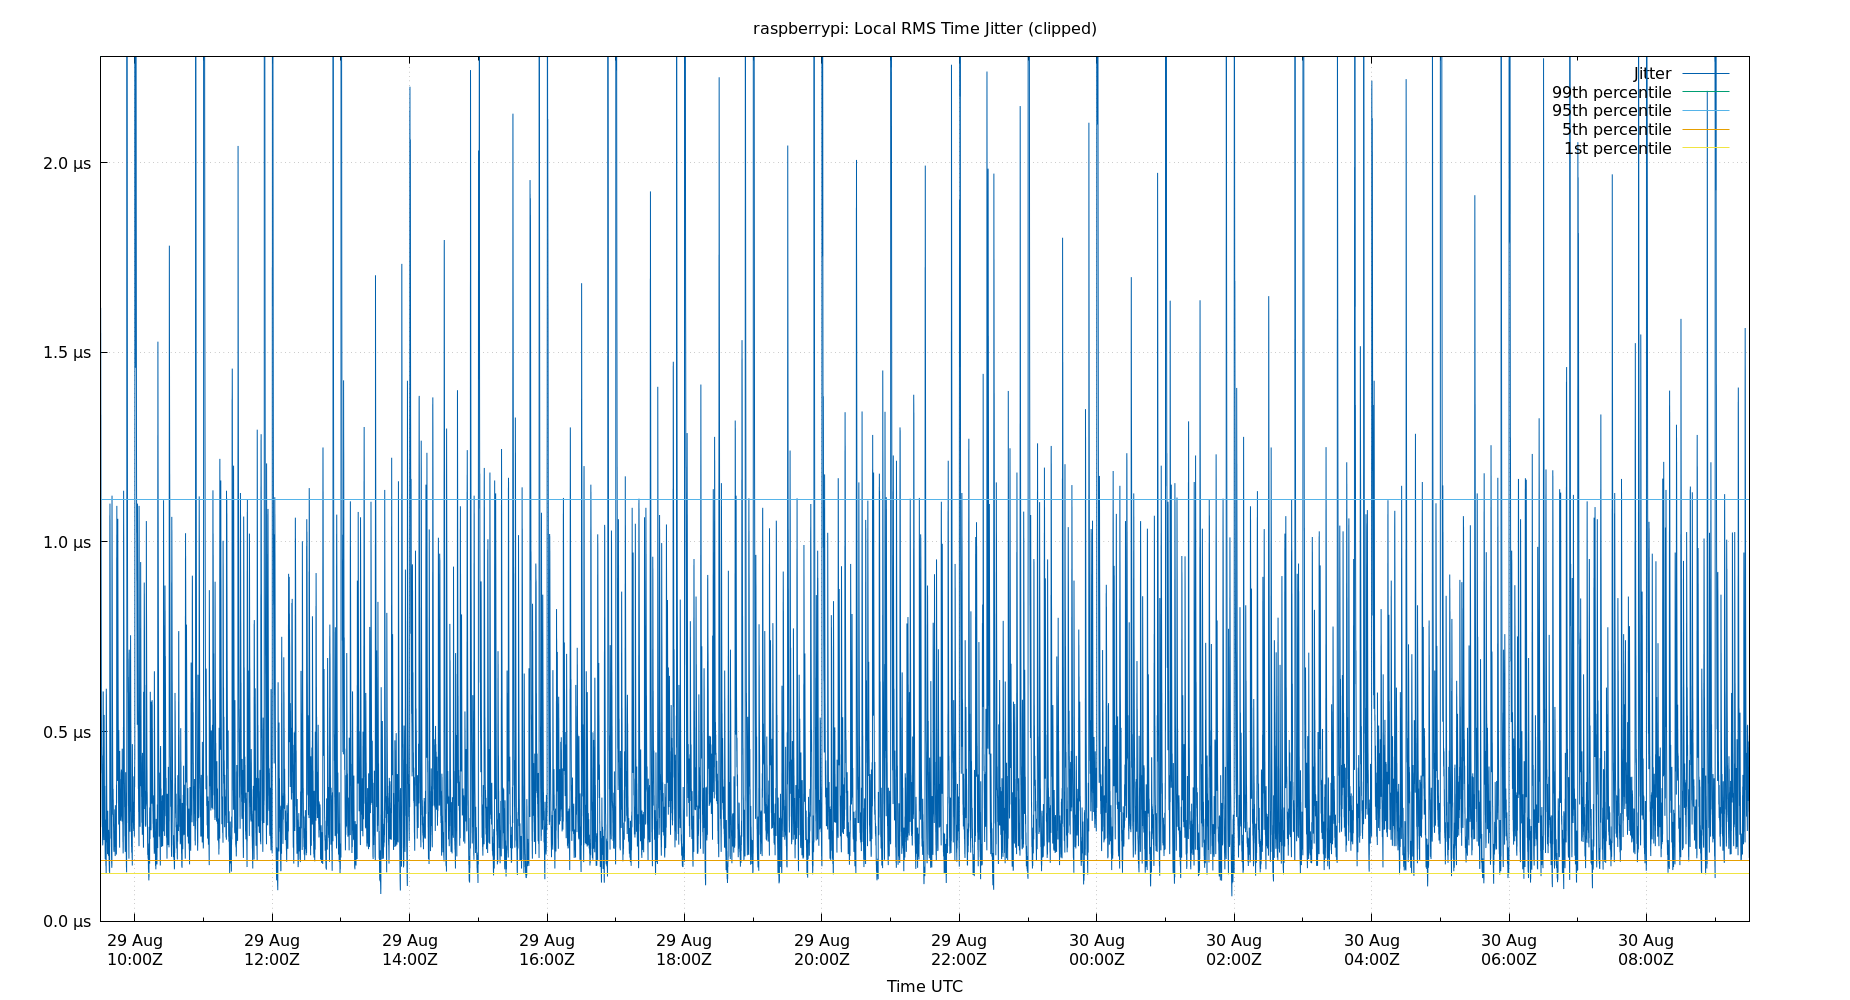 raspberrypi: Local RMS Time Jitter (clipped)
Jitter
99th percentile
95th percentile
5th percentile
1st percentile
2.0 µs
1.5 µs
1.0 µs
0.5 µs
0.0 µs
29 Aug 29 Aug 29 Aug 29 Aug 29 Aug 29 Aug 29 Aug 30 Aug 30 Aug 30 Aug 30 Aug 30 Aug
10:00Z 12:00Z 14:00Z 16:00Z 18:00Z 20:00Z 22:00Z 00:00Z 02:00Z 04:00Z 06:00Z 08:00Z
Time UTC